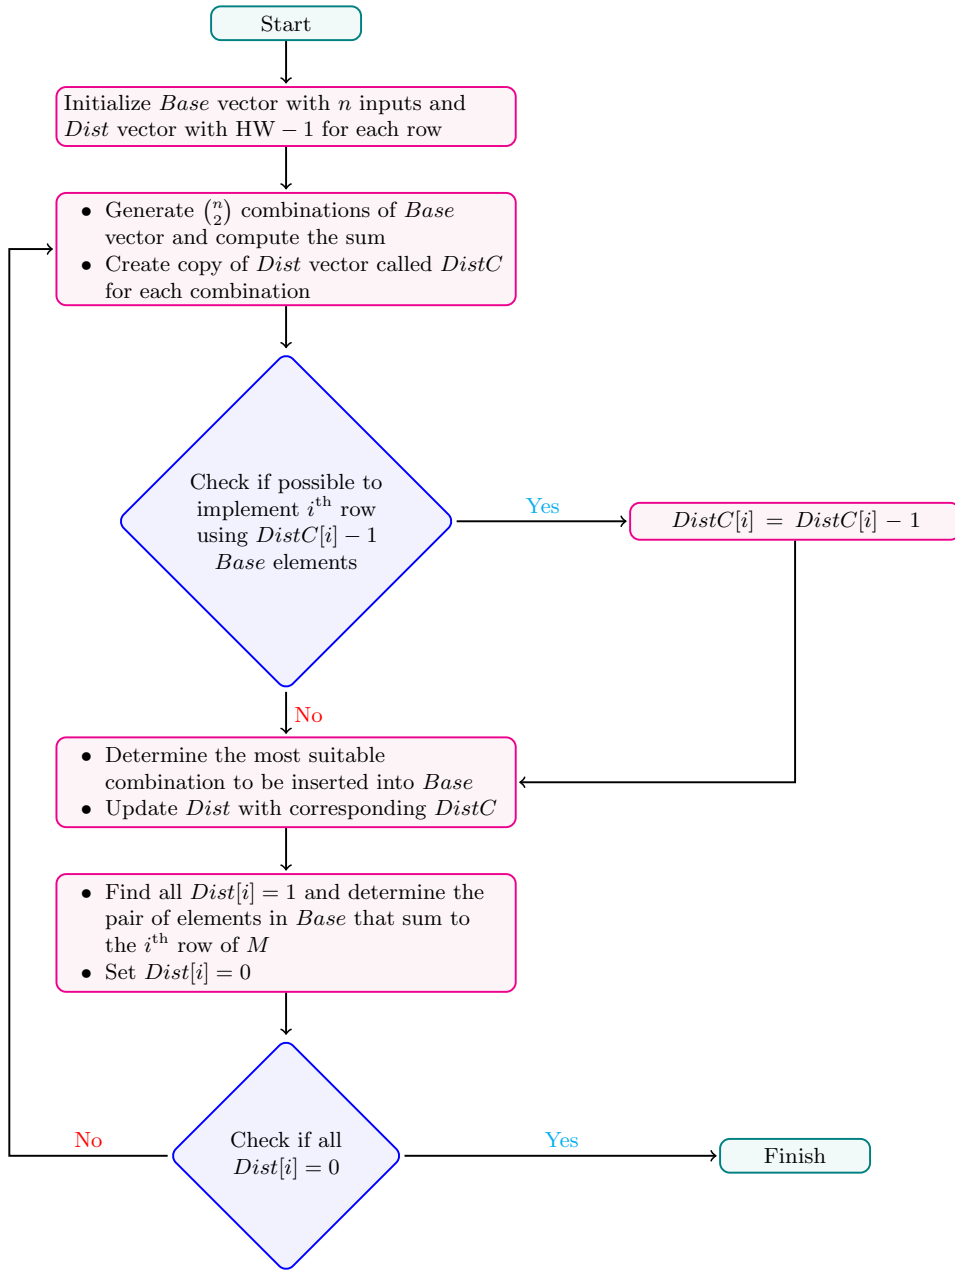 Start
Initialize Base vector with n inputs and
Dist vector with HW − 1 for each row
• Generate (n 2) combinations of Base
vector and compute the sum
• Create copy of Dist vector called DistC
for each combination
Check if possible to
implement i^th row
using DistC[i] − 1
Base elements
Yes
DistC[i] = DistC[i] − 1
No
• Determine the most suitable
combination to be inserted into Base
• Update Dist with corresponding DistC
• Find all Dist[i] = 1 and determine the
pair of elements in Base that sum to
the i^th row of M
• Set Dist[i] = 0
No
Check if all
Dist[i] = 0
Yes
Finish